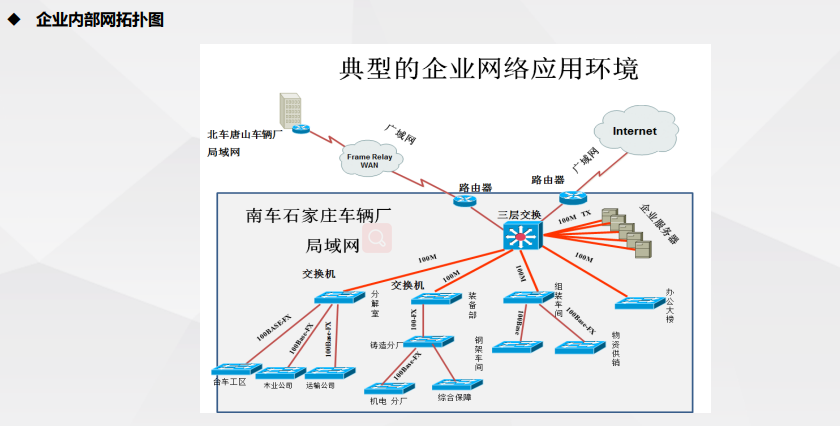 ◆ 企业内部网拓扑图
典型的企业网络应用环境
北车唐山车辆厂
局域网
Frame Relay
WAN
广域网
Internet
广域网
路由器
路由器
南车石家庄车辆厂
局域网
三层交换
100M TX
企业服务器
100M
100M
100M
100M
交换机
分解室
交换机
装备部
组装车间
办公大楼
100BASE-FX
100Base-FX
100Base-FX
100-FX
100Base
100Base-FX
铸造分厂
钢架车间
物资供销
100Base-FX
台车工区
木业公司
运输公司
机电 分厂
综合保障